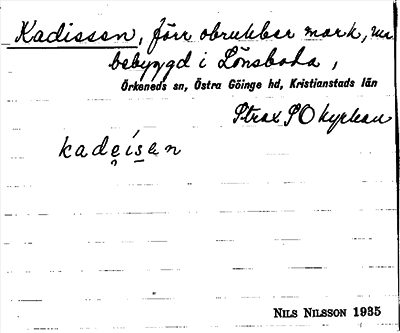 Kadissen, förr obrukbar mark, nu
bebyggd i Lönsboda,
Örkeneds sn, Östra Göinge hd, Kristianstads län
Strax SO kyrkan
kadẹísạn
NILS NILSSON 1935